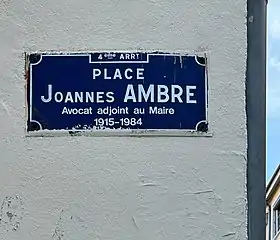 4ème ARRT
PLACE
JOANNES AMBRE
Avocat adjoint au Maire
1915-1984